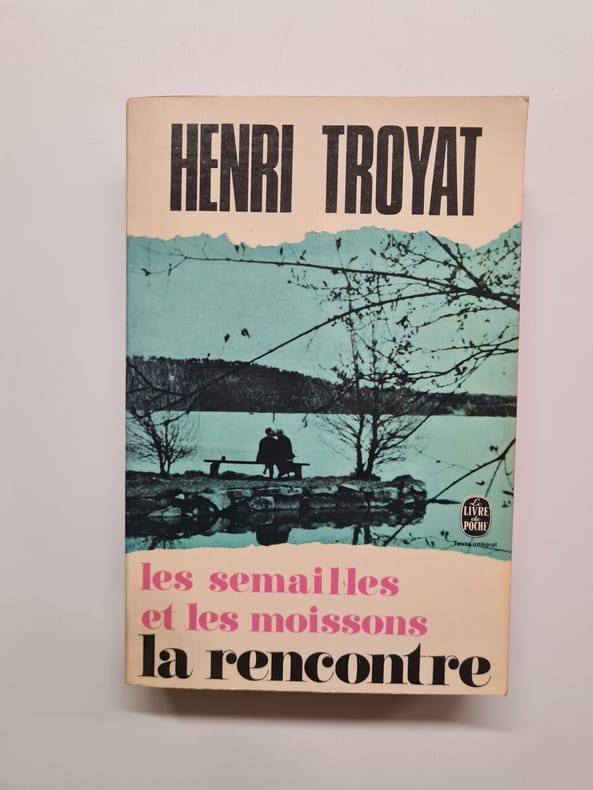 HENRI TROYAT
Le
LIVRE
de
POCHE
Texte intégral
les semailles
et les moissons
la rencontre